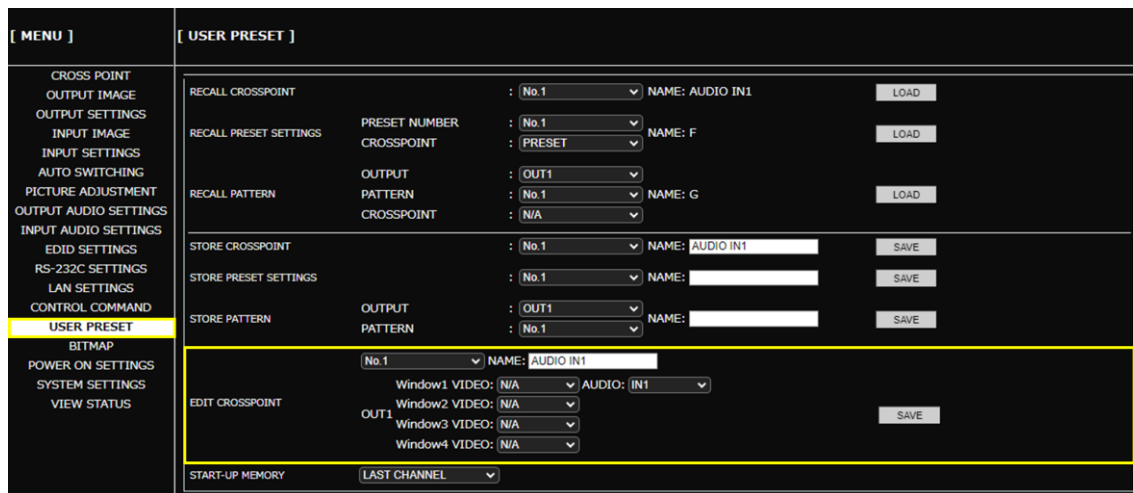 [ MENU ]
[ USER PRESET ]
CROSS POINT
OUTPUT IMAGE
OUTPUT SETTINGS
INPUT IMAGE
INPUT SETTINGS
AUTO SWITCHING
PICTURE ADJUSTMENT
OUTPUT AUDIO SETTINGS
INPUT AUDIO SETTINGS
EDID SETTINGS
RS-232C SETTINGS
LAN SETTINGS
CONTROL COMMAND
USER PRESET
BITMAP
POWER ON SETTINGS
SYSTEM SETTINGS
VIEW STATUS
RECALL CROSSPOINT : No.1 NAME: AUDIO IN1 LOAD
RECALL PRESET SETTINGS
PRESET NUMBER : No.1
CROSSPOINT : PRESET
NAME: F LOAD
OUTPUT : OUT1
RECALL PATTERN PATTERN : No.1 NAME: G LOAD
CROSSPOINT : N/A
STORE CROSSPOINT : No.1 NAME: AUDIO IN1 SAVE
STORE PRESET SETTINGS : No.1 NAME: SAVE
STORE PATTERN
OUTPUT : OUT1
PATTERN : No.1
NAME: SAVE
EDIT CROSSPOINT
No.1 NAME: AUDIO IN1
OUT1
Window1 VIDEO: N/A AUDIO: IN1
Window2 VIDEO: N/A
Window3 VIDEO: N/A
Window4 VIDEO: N/A
SAVE
START-UP MEMORY LAST CHANNEL